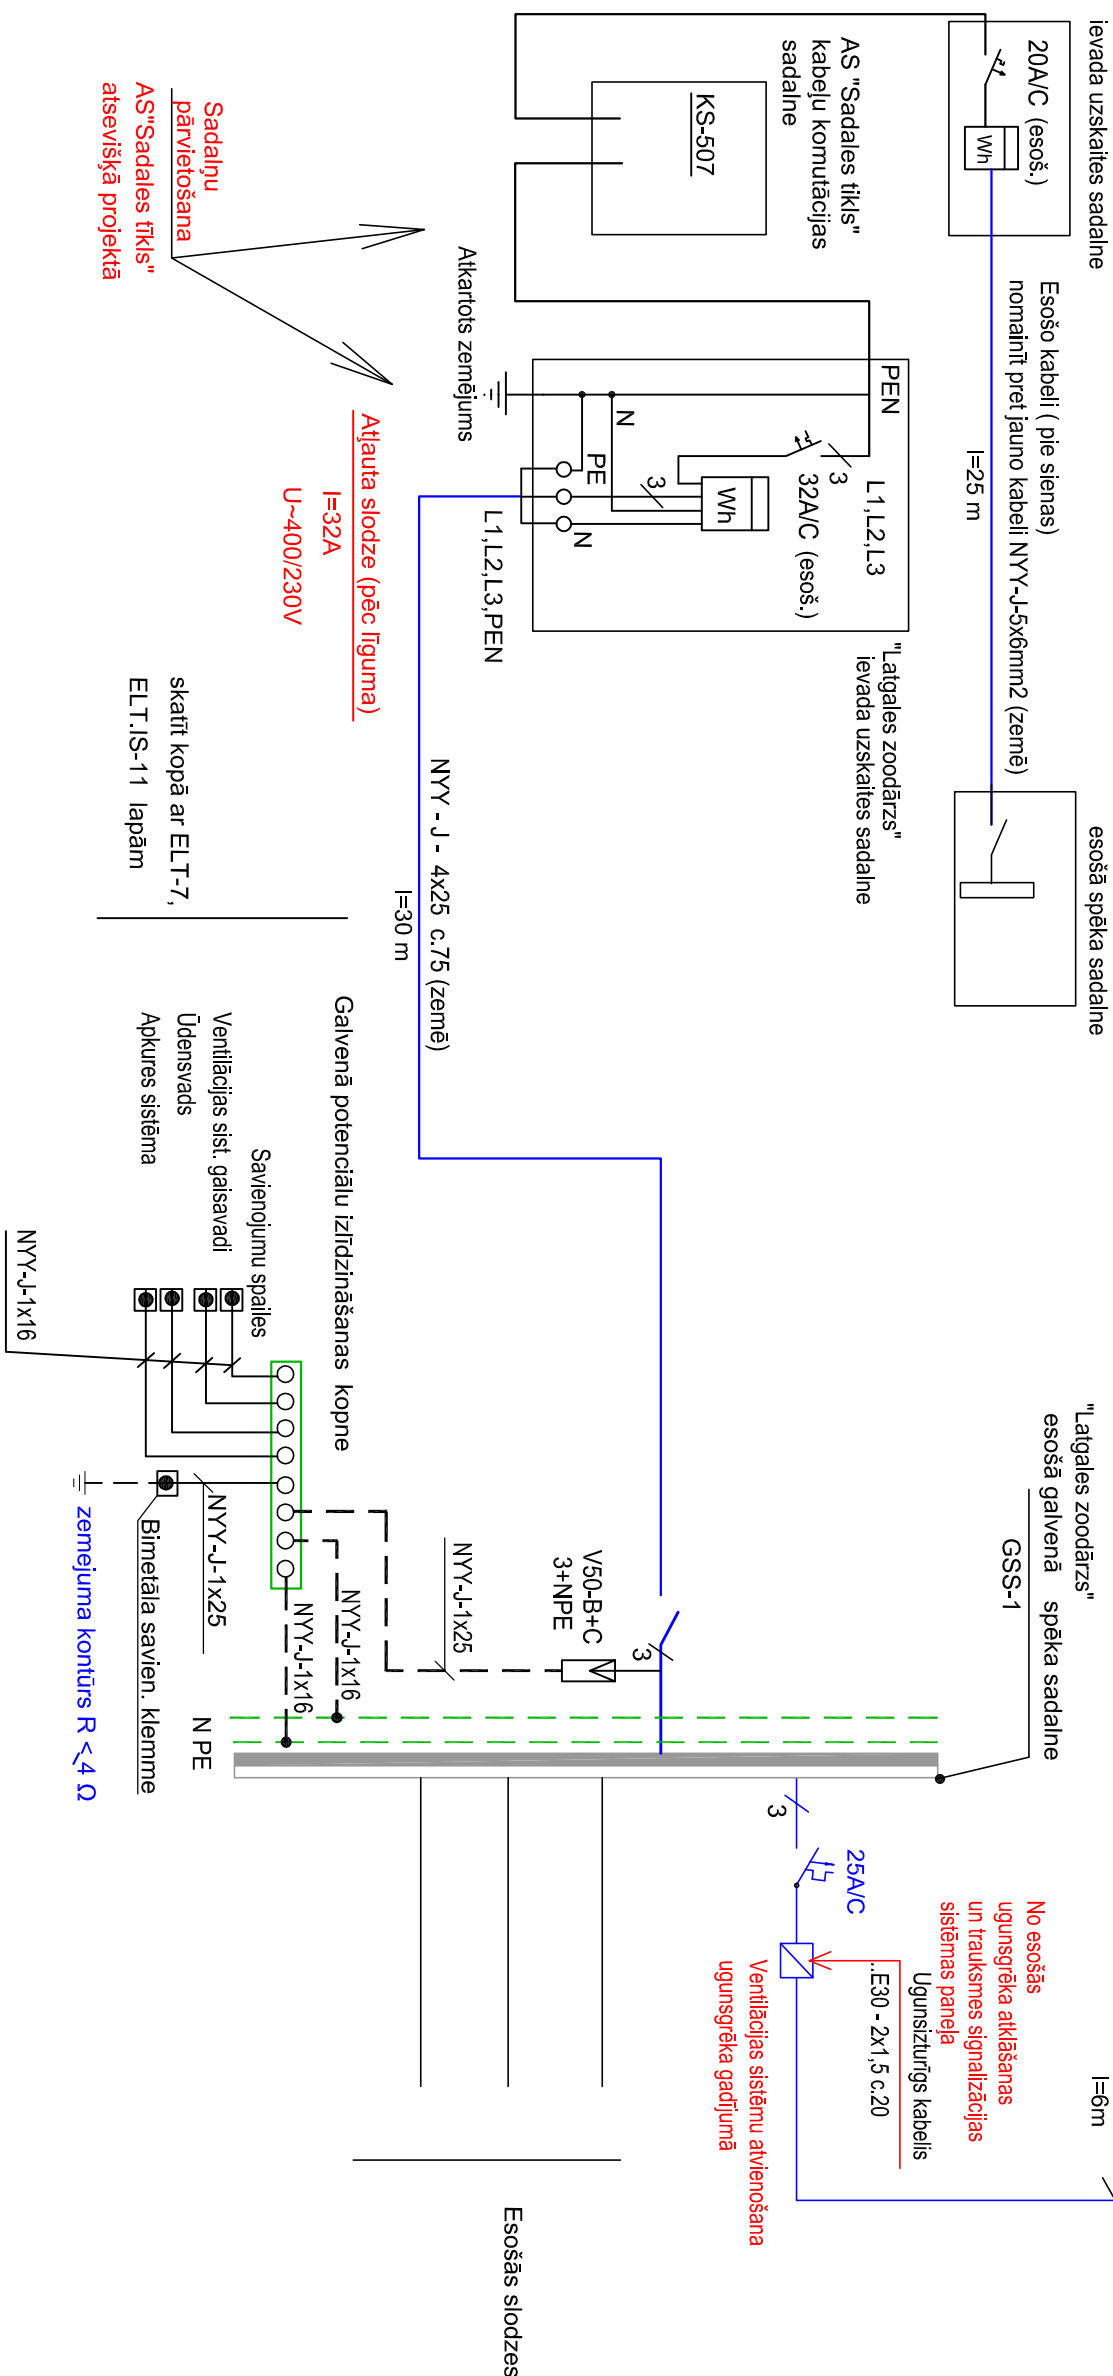 ievada uzskaites sadalne
20A/C (esoš.)
Wh
Esošo kabeli ( pie sienas)
nomainīt pret jauno kabeli NYY-J-5x6mm2 (zemē)
l=25 m
esošā spēka sadalne
AS "Sadales tīkls"
kabeļu komutācijas
sadalne
KS-507
PEN
L1,L2,L3
3
32A/C (esoš.)
Wh
N
PE
3
N
L1,L2,L3,PEN
"Latgales zoodārzs"
ievada uzskaites sadalne
Atkārtots zemējums
Sadalņu
pārvietošana
AS"Sadales tīkls"
atsevišķā projektā
Atļauta slodze (pēc līguma)
I=32A
U~400/230V
NYY - J - 4x25 c.75 (zemē)
l=30 m
skatīt kopā ar ELT-7,
ELT.IS-11 lapām
Galvenā potenciālu izlīdzināšanas kopne
Savienojumu spailes
Ventilācijas sist. gaisavadi
Ūdensvads
Apkures sistēma
NYY-J-1x16
NYY-J-1x25
Bimetāla savien. klemme
zemejuma kontūrs R <4 Ω
NYY-J-1x16
NYY-J-1x16
NYY-J-1x25
V50-B+C
3+NPE
3
N PE
"Latgales zoodārzs"
esošā galvenā spēka sadalne
GSS-1
3
25A/C
No esošās
ugunsgrēka atklāšanas
un trauksmes signalizācijas
sistēmas paneļa
Ugunsizturīgs kabelis
..E30 - 2x1,5 c.20
Ventilācijas sistēmu atvienošana
ugunsgrēka gadījumā
l=6m
Esošās slodzes